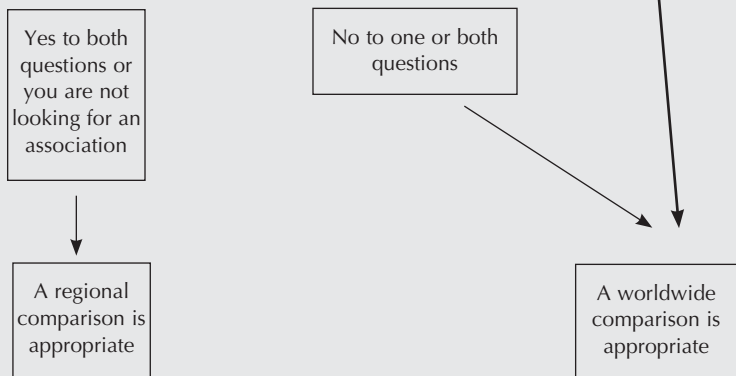 Yes to both
questions or
you are not
looking for an
association
No to one or both
questions
A regional
comparison is
appropriate
A worldwide
comparison is
appropriate